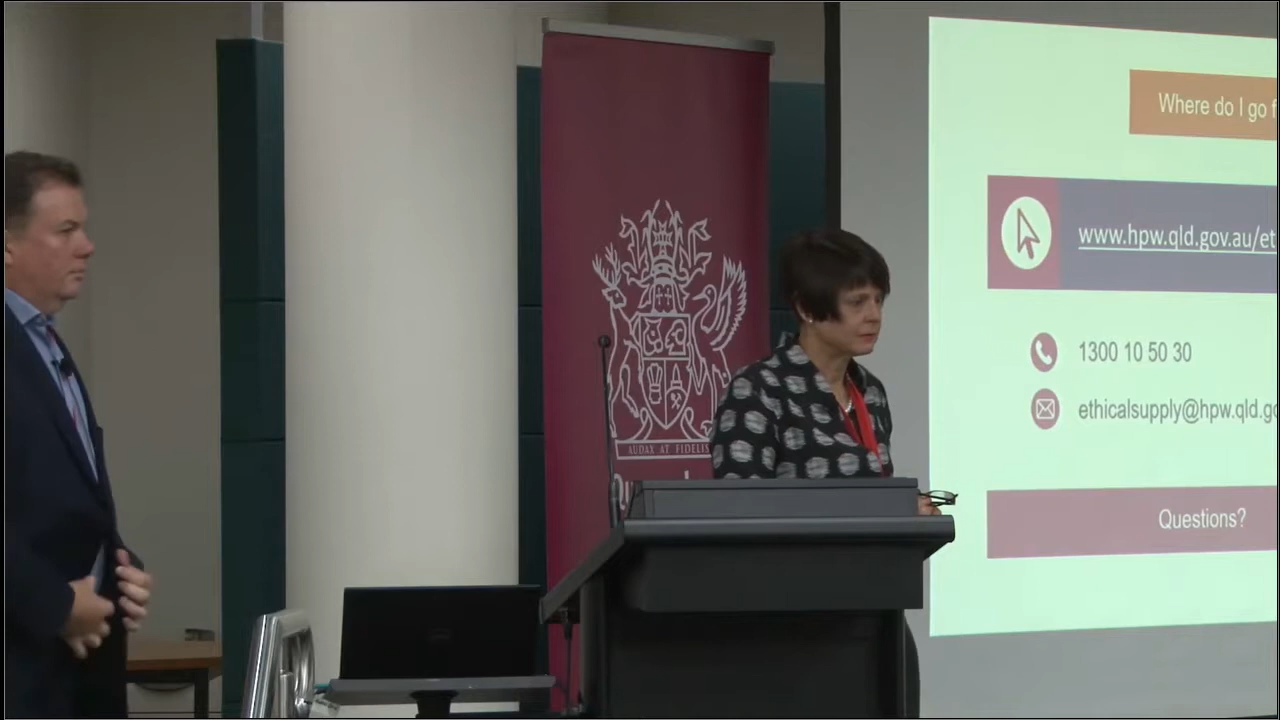 Where do I go
www.hpw.qld.gov.au/et
1300 10 50 30
ethicalsupply@hpw.qld.go
Questions?
AUDAX AT FIDELIS